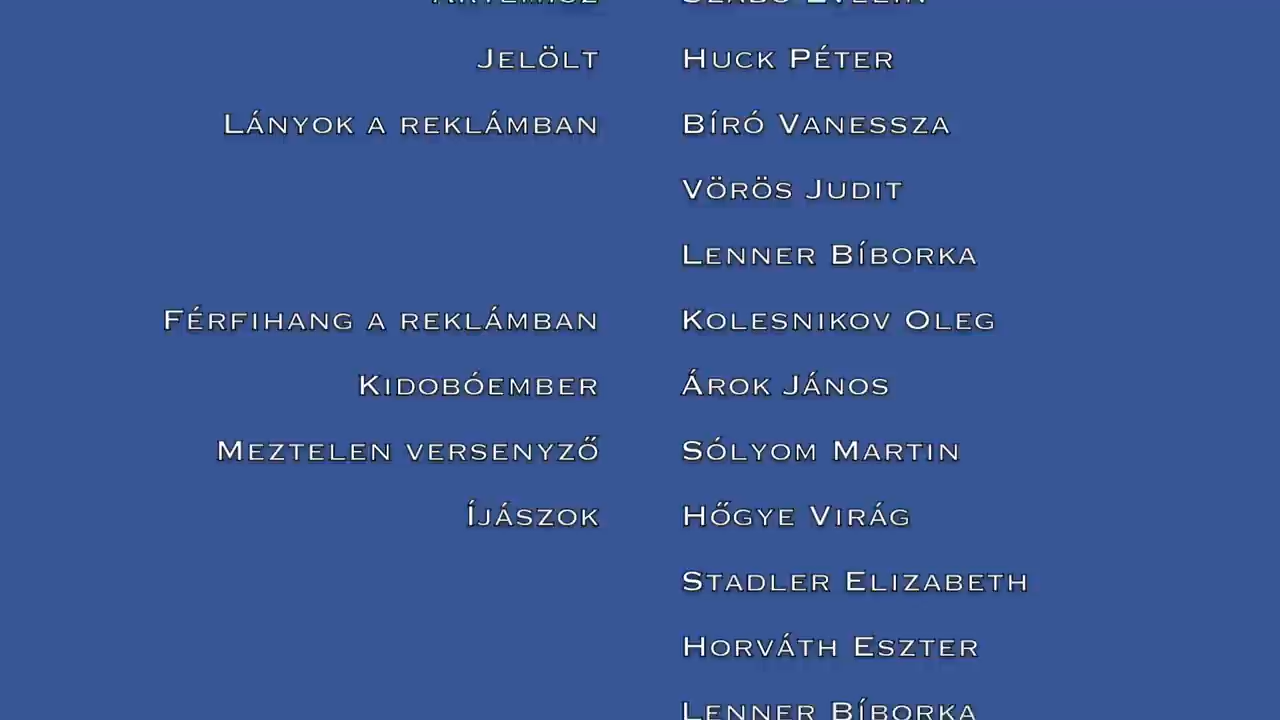 Jelölt Huck Péter
Lányok a reklámban Bíró Vanessza
Vörös Judit
Lenner Bíborka
Férfihang a reklámban Kolesnikov Oleg
Kidobóember Árok János
Meztelen versenyző Sólyom Martin
Íjászok Hőgye Virág
Stadler Elizabeth
Horváth Eszter
Lenner Bíborka